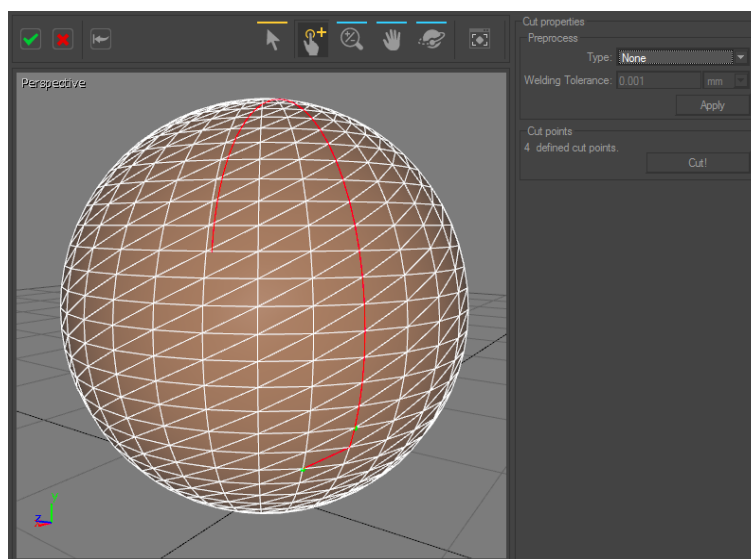 Cut properties
Preprocess
Type: None
Welding Tolerance: 0.001 mm
Apply
Cut points
4 defined cut points.
Cut!
Perspective
y
z